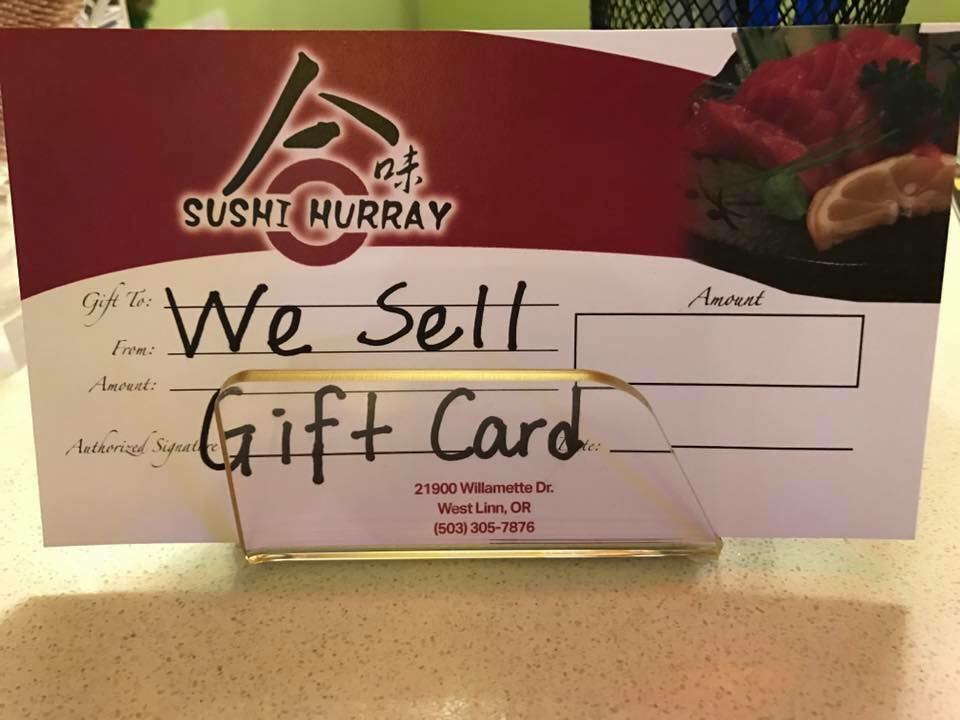 合味
SUSHI HURRAY
Gift To:
We Sell
Amount
From:
Amount:
Gift Card
Authorized Signature
21900 Willamette Dr.
West Linn, OR
(503) 305-7876